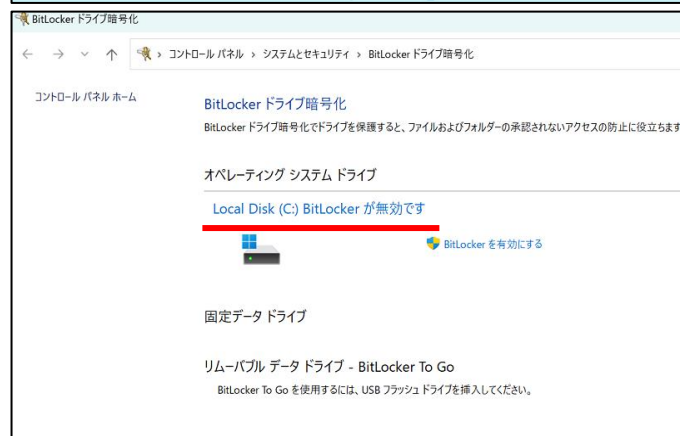 BitLocker ドライブ暗号化
コントロール パネル > システムとセキュリティ > BitLocker ドライブ暗号化
コントロール パネル ホーム
BitLocker ドライブ暗号化
BitLocker ドライブ暗号化でドライブを保護すると、ファイルおよびフォルダーの承認されないアクセスの防止に役立ちます
オペレーティング システム ドライブ
Local Disk (C:) BitLocker が無効です
BitLocker を有効にする
固定データ ドライブ
リムーバブル データ ドライブ - BitLocker To Go
BitLocker To Go を使用するには、USB フラッシュ ドライブを挿入してください。